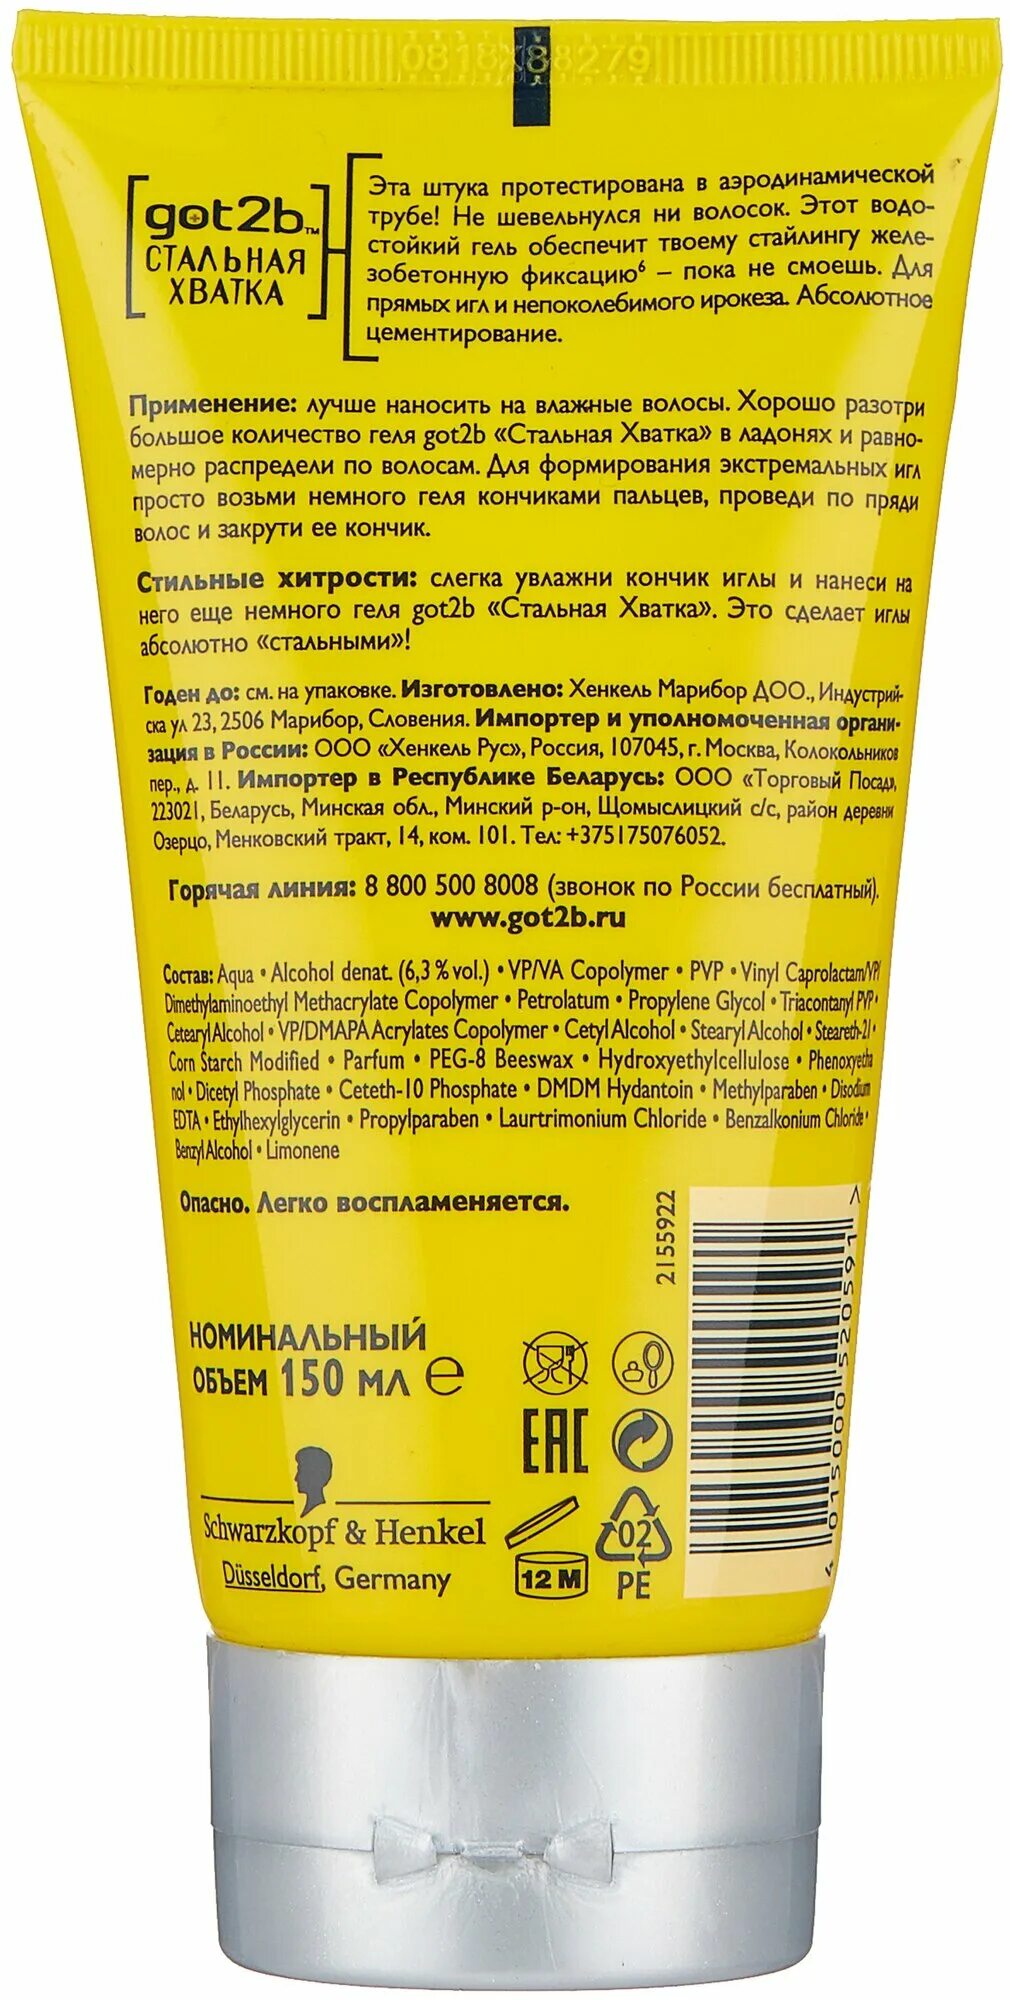 0818X88279
got2b™
СТАЛЬНАЯ
ХВАТКА
Эта штука протестирована в аэродинамической
трубе! Не шевельнулся ни волосок. Этот водо-
стойкий гель обеспечит твоему стайлингу желе-
зобетонную фиксацию⁶ – пока не смоешь. Для
прямых игл и непоколебимого ирокеза. Абсолютное
цементирование.
Применение: лучше наносить на влажные волосы. Хорошо разотри
большое количество геля got2b «Стальная Хватка» в ладонях и равно-
мерно распредели по волосам. Для формирования экстремальных игл
просто возьми немного геля кончиками пальцев, проведи по пряди
волос и закрути ее кончик.
Стильные хитрости: слегка увлажни кончик иглы и нанеси на
него еще немного геля got2b «Стальная Хватка». Это сделает иглы
абсолютно «стальными»!
Годен до: см. на упаковке. Изготовлено: Хенкель Марибор ДОО., Индустрий-
ска ул 23, 2506 Марибор, Словения. Импортер и уполномоченная органи-
зация в России: ООО «Хенкель Рус», Россия, 107045, г. Москва, Колокольников
пер., д. 11. Импортер в Республике Беларусь: ООО «Торговый Посад»,
223021, Беларусь, Минская обл., Минский р-он, Щомыслицкий с/с, район деревни
Озерцо, Менковский тракт, 14, ком. 101. Тел: +375175076052.
Горячая линия: 8 800 500 8008 (звонок по России бесплатный).
www.got2b.ru
Состав: Aqua • Alcohol denat. (6,3 % vol.) • VP/VA Copolymer • PVP • Vinyl Caprolactam/VP/
Dimethylaminoethyl Methacrylate Copolymer • Petrolatum • Propylene Glycol • Triacontanyl PVP •
Cetearyl Alcohol • VP/DMAPA Acrylates Copolymer • Cetyl Alcohol • Stearyl Alcohol • Steareth-21 •
Corn Starch Modified • Parfum • PEG-8 Beeswax • Hydroxyethylcellulose • Phenoxyetha
nol • Dicetyl Phosphate • Ceteth-10 Phosphate • DMDM Hydantoin • Methylparaben • Disodium
EDTA • Ethylhexylglycerin • Propylparaben • Laurtrimonium Chloride • Benzalkonium Chloride •
Benzyl Alcohol • Limonene
Опасно. Легко воспламеняется.
2155922
4 015000 520591 >
НОМИНАЛЬНЫЙ
ОБЪЕМ 150 МЛ ℮
EAC
Schwarzkopf & Henkel
Düsseldorf, Germany
12 M
02
PE